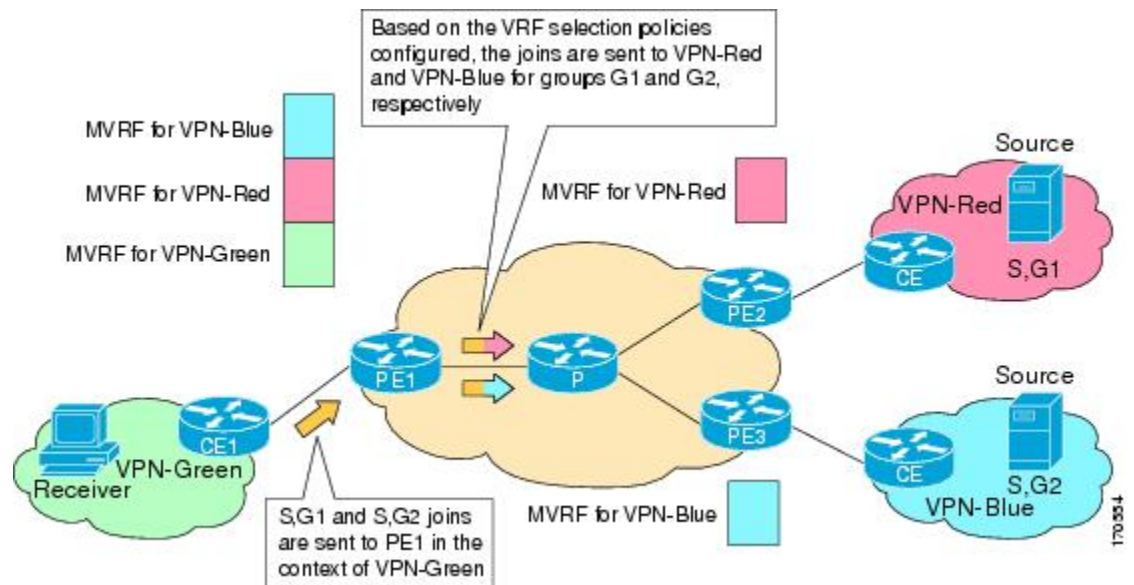 Based on the VRF selection policies
configured, the joins are sent to VPN-Red
and VPN-Blue for groups G1 and G2,
respectively
MVRF for VPN-Blue
MVRF for VPN-Red
MVRF for VPN-Green
MVRF for VPN-Red
Source
VPN-Red
CE
S,G1
PE2
PE1
P
PE3
Source
CE
S,G2
VPN-Blue
CE1
VPN-Green
Receiver
S,G1 and S,G2 joins
are sent to PE1 in the
context of VPN-Green
MVRF for VPN-Blue
170554